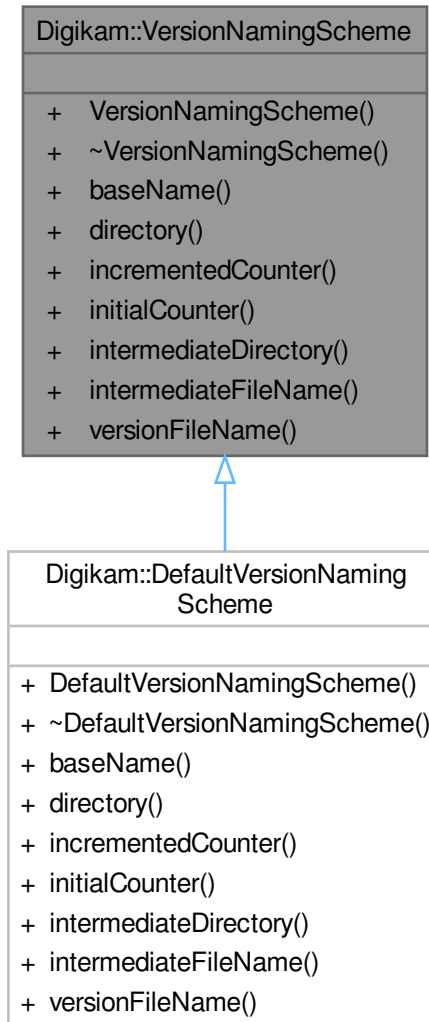 Digikam::VersionNamingScheme
+ VersionNamingScheme()
+ ~VersionNamingScheme()
+ baseName()
+ directory()
+ incrementedCounter()
+ initialCounter()
+ intermediateDirectory()
+ intermediateFileName()
+ versionFileName()
Digikam::DefaultVersionNaming
Scheme
+ DefaultVersionNamingScheme()
+ ~DefaultVersionNamingScheme()
+ baseName()
+ directory()
+ incrementedCounter()
+ initialCounter()
+ intermediateDirectory()
+ intermediateFileName()
+ versionFileName()